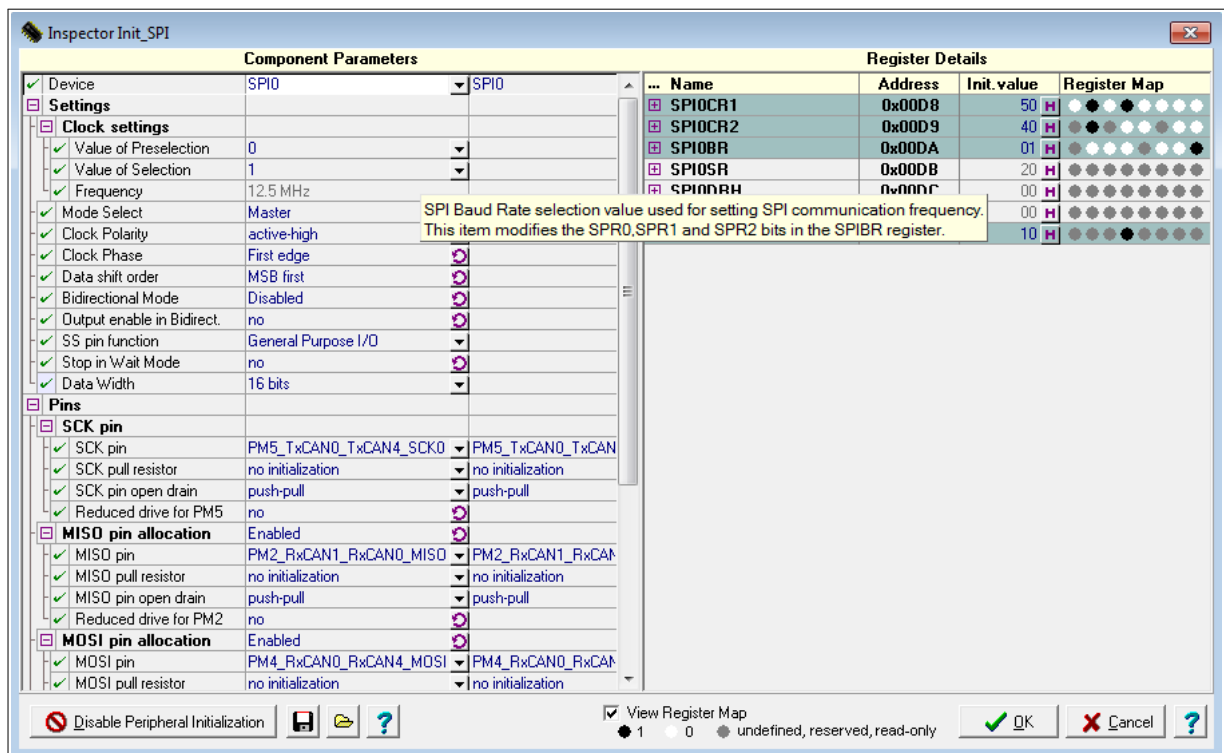 Inspector Init_SPI
Component Parameters
Register Details
Device SPI0 SPI0
Settings
Clock settings
Value of Preselection 0
Value of Selection 1
Frequency 12.5 MHz
Mode Select Master
Clock Polarity active-high
Clock Phase First edge
Data shift order MSB first
Bidirectional Mode Disabled
Output enable in Bidirect. no
SS pin function General Purpose I/O
Stop in Wait Mode no
Data Width 16 bits
Pins
SCK pin
SCK pin PM5_TxCAN0_TxCAN4_SCK0 PM5_TxCAN0_TxCAN
SCK pull resistor no initialization no initialization
SCK pin open drain push-pull push-pull
Reduced drive for PM5 no
MISO pin allocation Enabled
MISO pin PM2_RxCAN1_RxCAN0_MISO PM2_RxCAN1_RxCAN
MISO pull resistor no initialization no initialization
MISO pin open drain push-pull push-pull
Reduced drive for PM2 no
MOSI pin allocation Enabled
MOSI pin PM4_RxCAN0_RxCAN4_MOSI PM4_RxCAN0_RxCAN
MOSI pull resistor no initialization no initialization
... Name Address Init.value Register Map
SPI0CR1 0x00D8 50 H
SPI0CR2 0x00D9 40 H
SPI0BR 0x00DA 01 H
SPI0SR 0x00DB 20 H
SPI0DRH 0x00DC 00 H
00 H
10 H
SPI Baud Rate selection value used for setting SPI communication frequency.
This item modifies the SPR0,SPR1 and SPR2 bits in the SPIBR register.
Disable Peripheral Initialization ?
View Register Map
1 0 undefined, reserved, read-only
OK Cancel ?